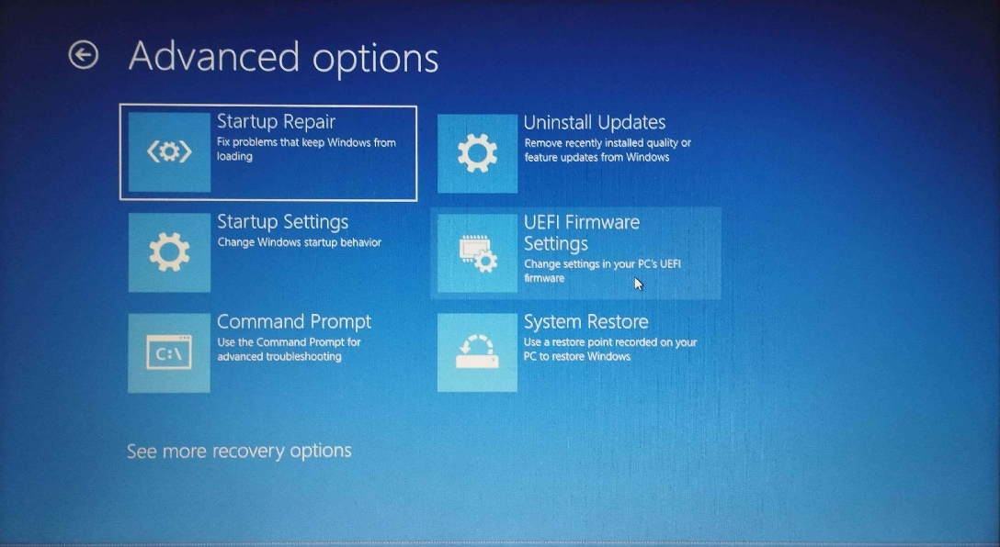 Advanced options
Startup Repair
Fix problems that keep Windows from
loading
Uninstall Updates
Remove recently installed quality or
feature updates from Windows
Startup Settings
Change Windows startup behavior
UEFI Firmware
Settings
Change settings in your PC's UEFI
firmware
Command Prompt
Use the Command Prompt for
advanced troubleshooting
C:\
System Restore
Use a restore point recorded on your
PC to restore Windows
See more recovery options